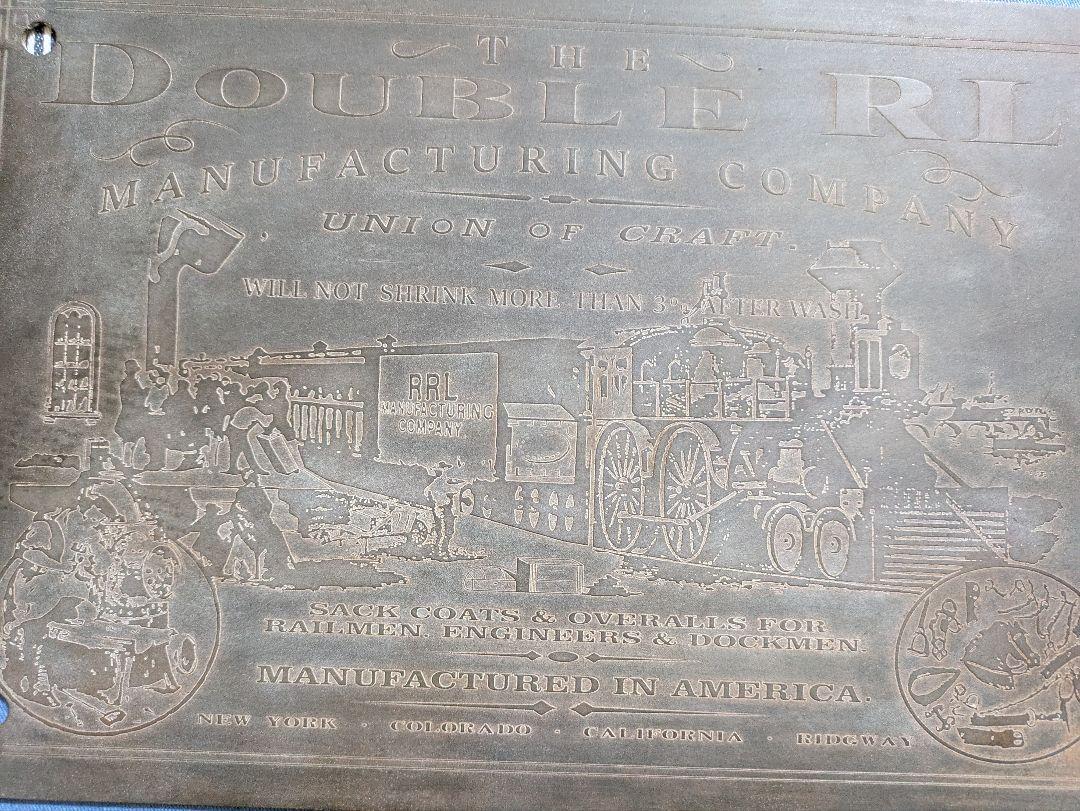 THE
DOUBLE RL
MANUFACTURING COMPANY
UNION OF CRAFT.
WILL NOT SHRINK MORE THAN 3% AFTER WASH
RRL
MANUFACTURING
COMPANY
SACK COATS & OVERALLS FOR
RAILMEN. ENGINEERS & DOCKMEN.
MANUFACTURED IN AMERICA.
NEW YORK · COLORADO · CALIFORNIA · RIDGWAY